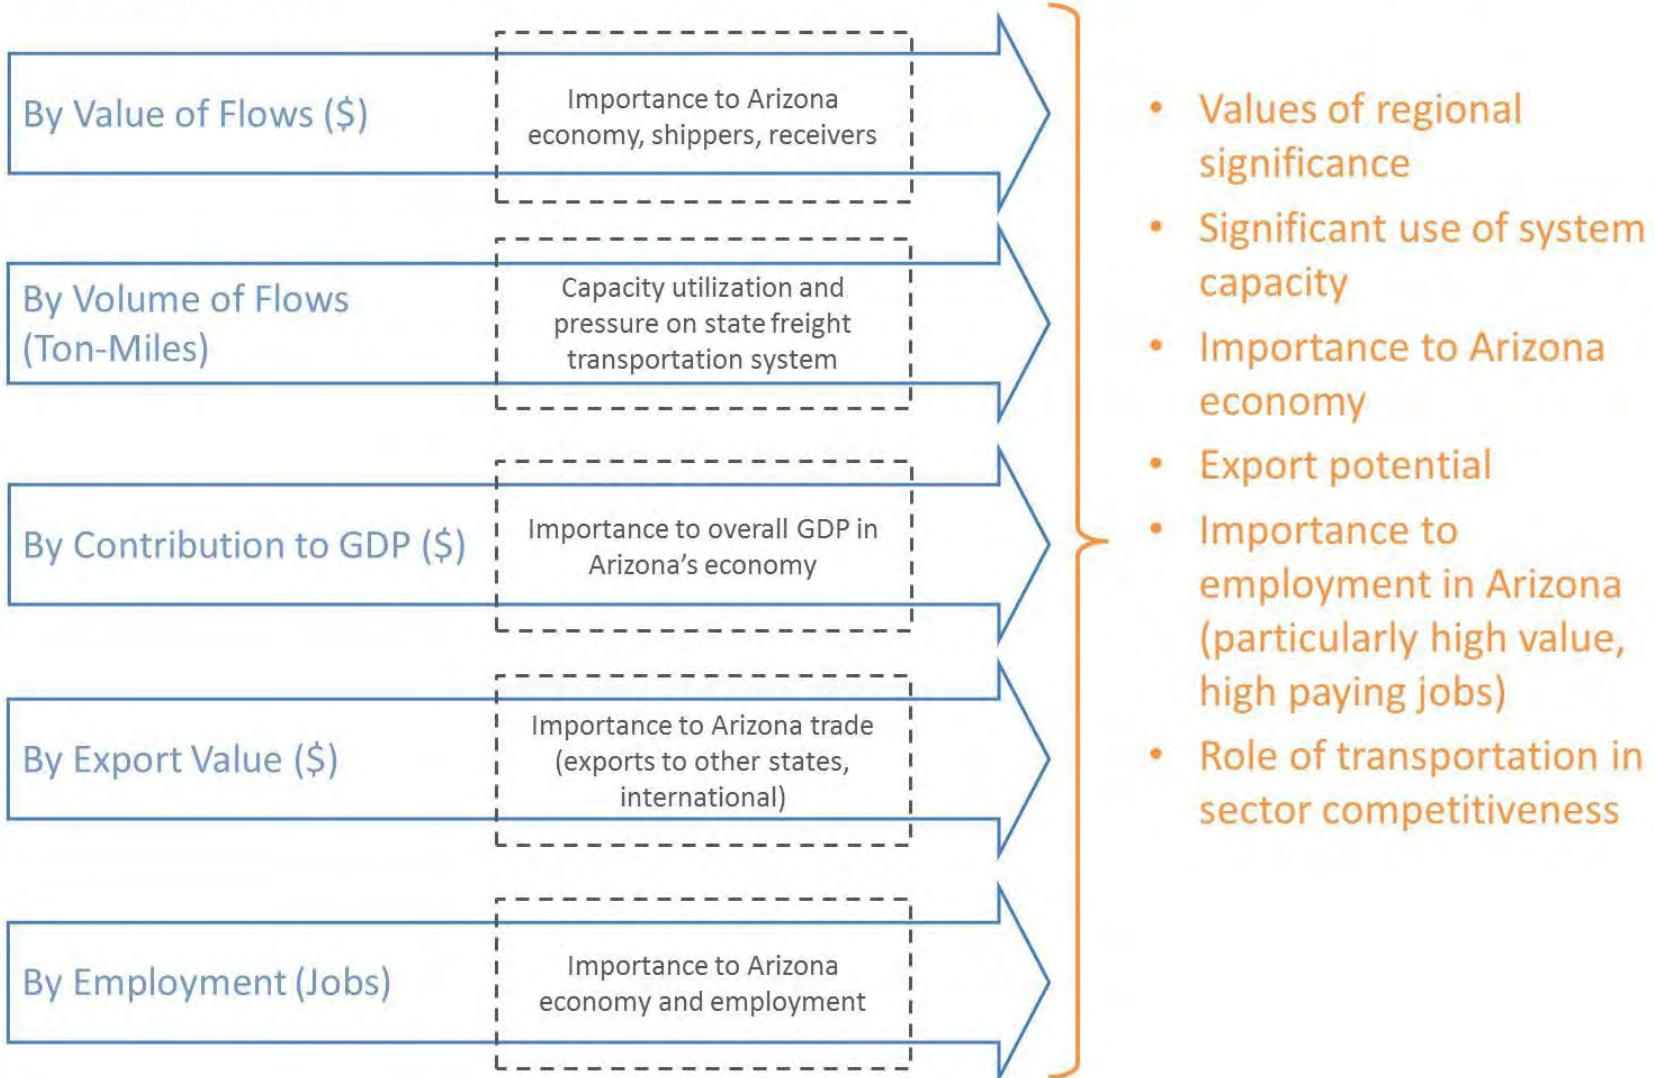 By Value of Flows ($)
Importance to Arizona
economy, shippers, receivers
By Volume of Flows
(Ton-Miles)
Capacity utilization and
pressure on state freight
transportation system
By Contribution to GDP ($)
Importance to overall GDP in
Arizona's economy
By Export Value ($)
Importance to Arizona trade
(exports to other states,
international)
By Employment (Jobs)
Importance to Arizona
economy and employment
• Values of regional
significance
• Significant use of system
capacity
• Importance to Arizona
economy
• Export potential
• Importance to
employment in Arizona
(particularly high value,
high paying jobs)
• Role of transportation in
sector competitiveness